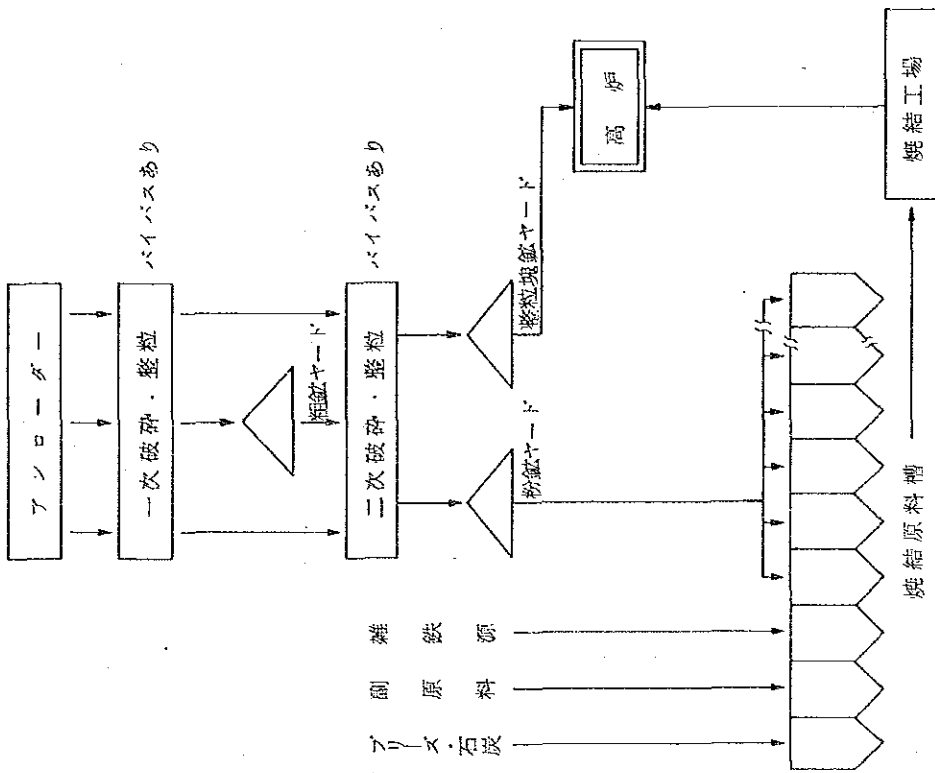 アンローダー
一次破砕・整粒
バイパスあり
粗鉱ヤード
二次破砕・整粒
バイパスあり
粉鉱ヤード
整粒塊鉱ヤード
高炉
雑鉄源
副原料
ブリーズ・石炭
焼結原料槽
焼結工場